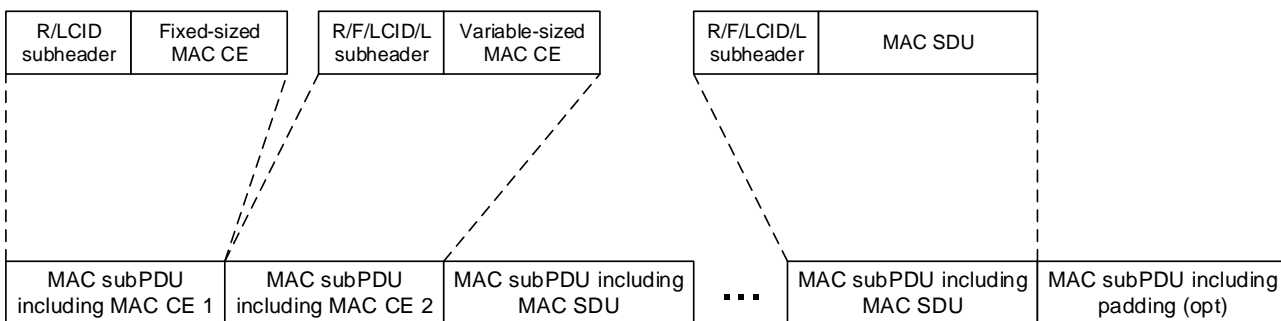 R/LCID
subheader
Fixed-sized
MAC CE
R/F/LCID/L
subheader
Variable-sized
MAC CE
R/F/LCID/L
subheader
MAC SDU
MAC subPDU
including MAC CE 1
MAC subPDU
including MAC CE 2
MAC subPDU including
MAC SDU
...
MAC subPDU including
MAC SDU
MAC subPDU including
padding (opt)